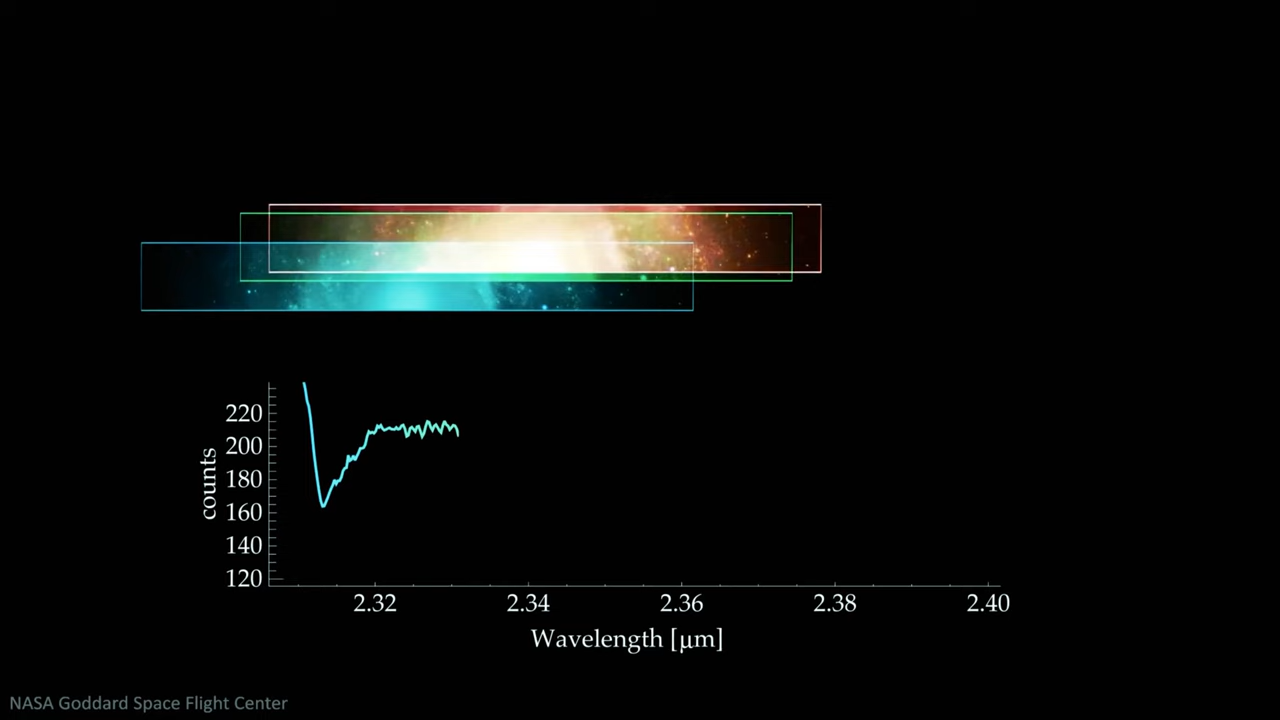 220
200
180
160
140
120
counts
2.32 2.34 2.36 2.38 2.40
Wavelength [μm]
NASA Goddard Space Flight Center